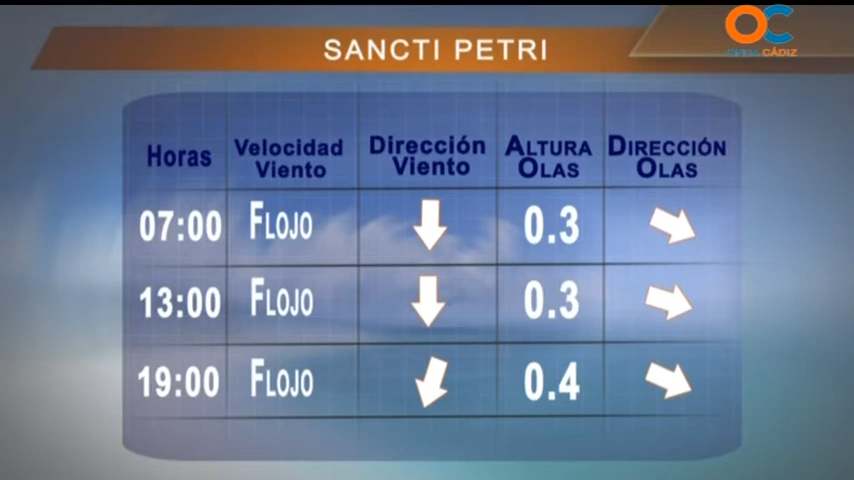 OC
CÁDIZ
SANCTI PETRI
Horas Velocidad Viento Dirección Viento ALTURA OLAS DIRECCIÓN OLAS
07:00 FLOJO 0.3
13:00 FLOJO 0.3
19:00 FLOJO 0.4